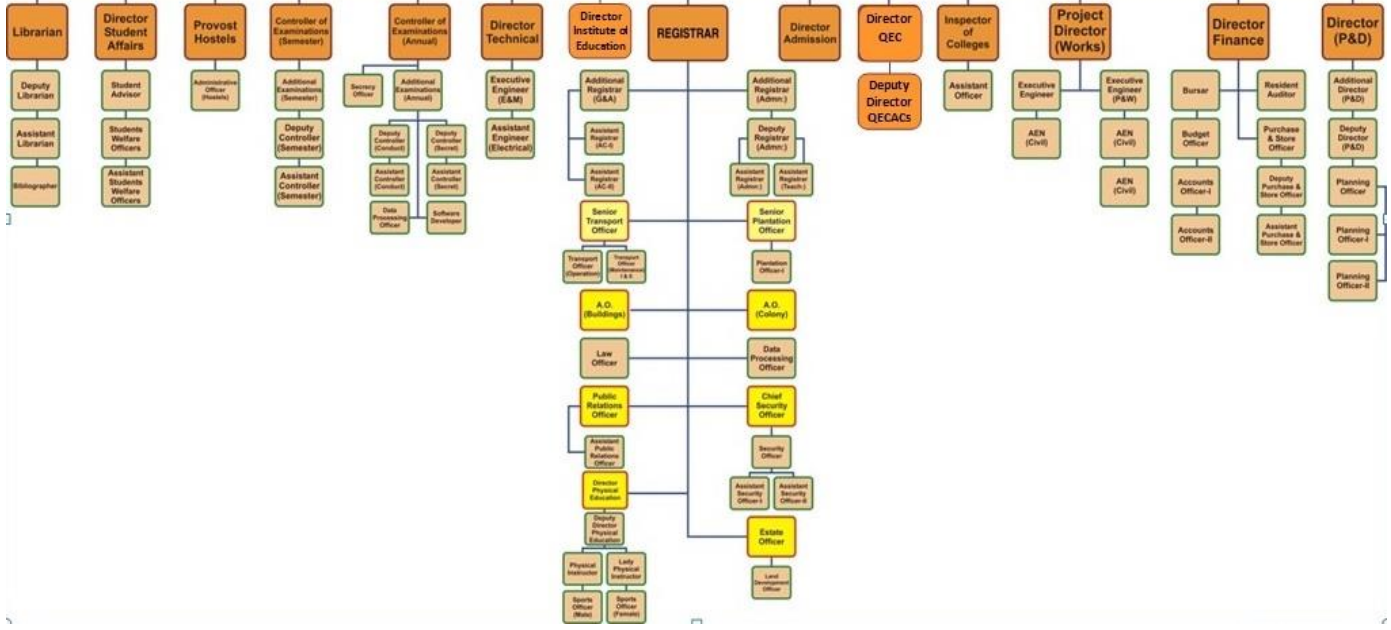 Librarian
Director
Student
Affairs
Provost
Hostels
Controller of
Examinations
(Semester)
Controller of
Examinations
(Annual)
Director
Technical
Director
Institute of
Education
REGISTRAR
Director
Admission
Director
QEC
Inspector
of
Colleges
Project
Director
(Works)
Director
Finance
Director
(P&D)
Deputy
Librarian
Assistant
Librarian
Bibliographer
Student
Advisor
Students
Welfare
Officers
Assistant
Students
Welfare
Officers
Administrative
Officer
(Hostels)
Additional
Examinations
(Semester)
Deputy
Controller
(Semester)
Assistant
Controller
(Semester)
Secrecy
Officer
Additional
Examinations
(Annual)
Deputy
Controller
(Conduct)
Deputy
Controller
(Secret)
Assistant
Controller
(Conduct)
Assistant
Controller
(Secret)
Data
Processing
Officer
Software
Developer
Executive
Engineer
(E&M)
Assistant
Engineer
(Electrical)
Additional
Registrar
(G&A)
Assistant
Registrar
(AC-I)
Assistant
Registrar
(AC-II)
Additional
Registrar
(Admn:)
Deputy
Registrar
(Admn:)
Assistant
Registrar
(Admn:)
Assistant
Registrar
(Teach:)
Senior
Transport
Officer
Senior
Plantation
Officer
Transport
Officer
(Operation)
Transport
Officer
(Maintenance)
I & II
Plantation
Officer-I
A.O.
(Buildings)
A.O.
(Colony)
Law
Officer
Data
Processing
Officer
Public
Relations
Officer
Chief
Security
Officer
Assistant
Public
Relations
Officer
Security
Officer
Assistant
Security
Officer-I
Assistant
Security
Officer-II
Director
Physical
Education
Deputy
Director
Physical
Education
Physical
Instructor
Lady
Physical
Instructor
Sports
Officer
(Male)
Sports
Officer
(Female)
Estate
Officer
Land
Development
Officer
Deputy
Director
QECACs
Assistant
Officer
Executive
Engineer
AEN
(Civil)
Executive
Engineer
(P&W)
AEN
(Civil)
AEN
(Civil)
Bursar
Budget
Officer
Accounts
Officer-I
Accounts
Officer-II
Resident
Auditor
Purchase
& Store
Officer
Deputy
Purchase &
Store Officer
Assistant
Purchase &
Store Officer
Additional
Director
(P&D)
Deputy
Director
(P&D)
Planning
Officer
Planning
Officer-I
Planning
Officer-II